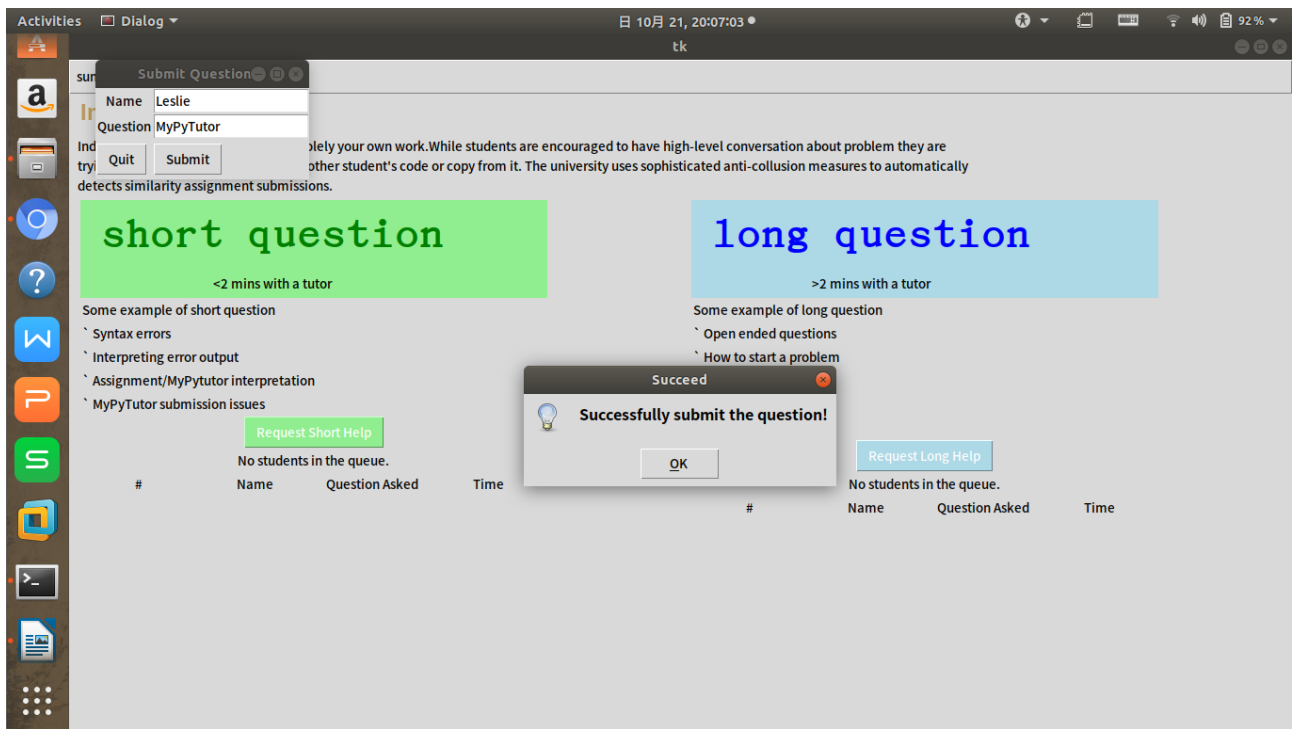 Activities Dialog 日 10月 21, 20:07:03 92%
tk
Submit Question
sun
Name Leslie
In
Question MyPyTutor
Ind olely your own work.While students are encouraged to have high-level conversation about problem they are
Quit Submit
tryi other student's code or copy from it. The university uses sophisticated anti-collusion measures to automatically
detects similarity assignment submissions.
short question
<2 mins with a tutor
long question
>2 mins with a tutor
Some example of short question
` Syntax errors
` Interpreting error output
` Assignment/MyPytutor interpretation
` MyPyTutor submission issues
Request Short Help
No students in the queue.
# Name Question Asked Time
Some example of long question
` Open ended questions
` How to start a problem
Succeed
Successfully submit the question!
OK
Request Long Help
No students in the queue.
# Name Question Asked Time